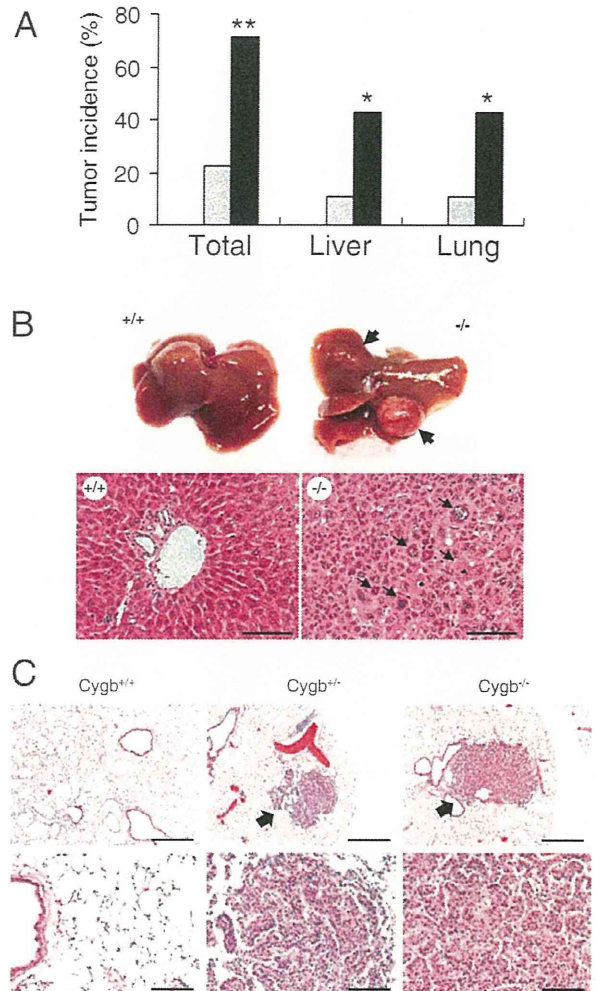 A
Tumor incidence (%)
80
60
40
20
0
**
*
*
Total
Liver
Lung
B
+/+
-/-
+/+
-/-
C
Cygb+/+
Cygb+/-
Cygb-/-